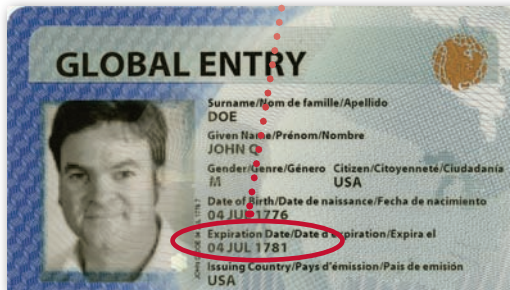 GLOBAL ENTRY
Surname/Nom de famille/Apellido
DOE
Given Name/Prénom/Nombre
JOHN Q
Gender/Genre/Género Citizen/Citoyenneté/Ciudadanía
M USA
Date of Birth/Date de naissance/Fecha de nacimiento
04 JUL 1776
Expiration Date/Date d'expiration/Expira el
04 JUL 1781
Issuing Country/Pays d'émission/País de emisión
USA